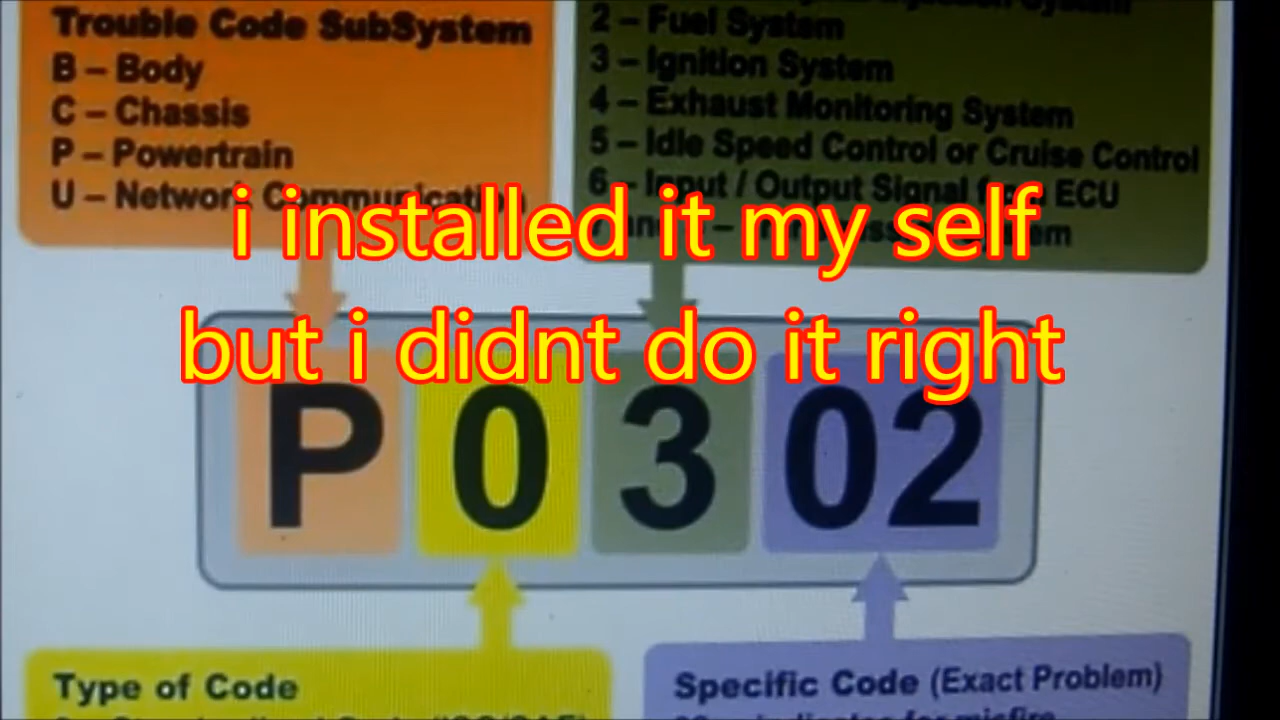 Trouble Code SubSystem
B – Body
C – Chassis
P – Powertrain
U – Network Communication
2 – Fuel System
3 – Ignition System
4 – Exhaust Monitoring System
5 – Idle Speed Control or Cruise Control
6 – Input / Output Signal from ECU
i installed it my self
but i didnt do it right
P 0 3 02
Type of Code
Specific Code (Exact Problem)